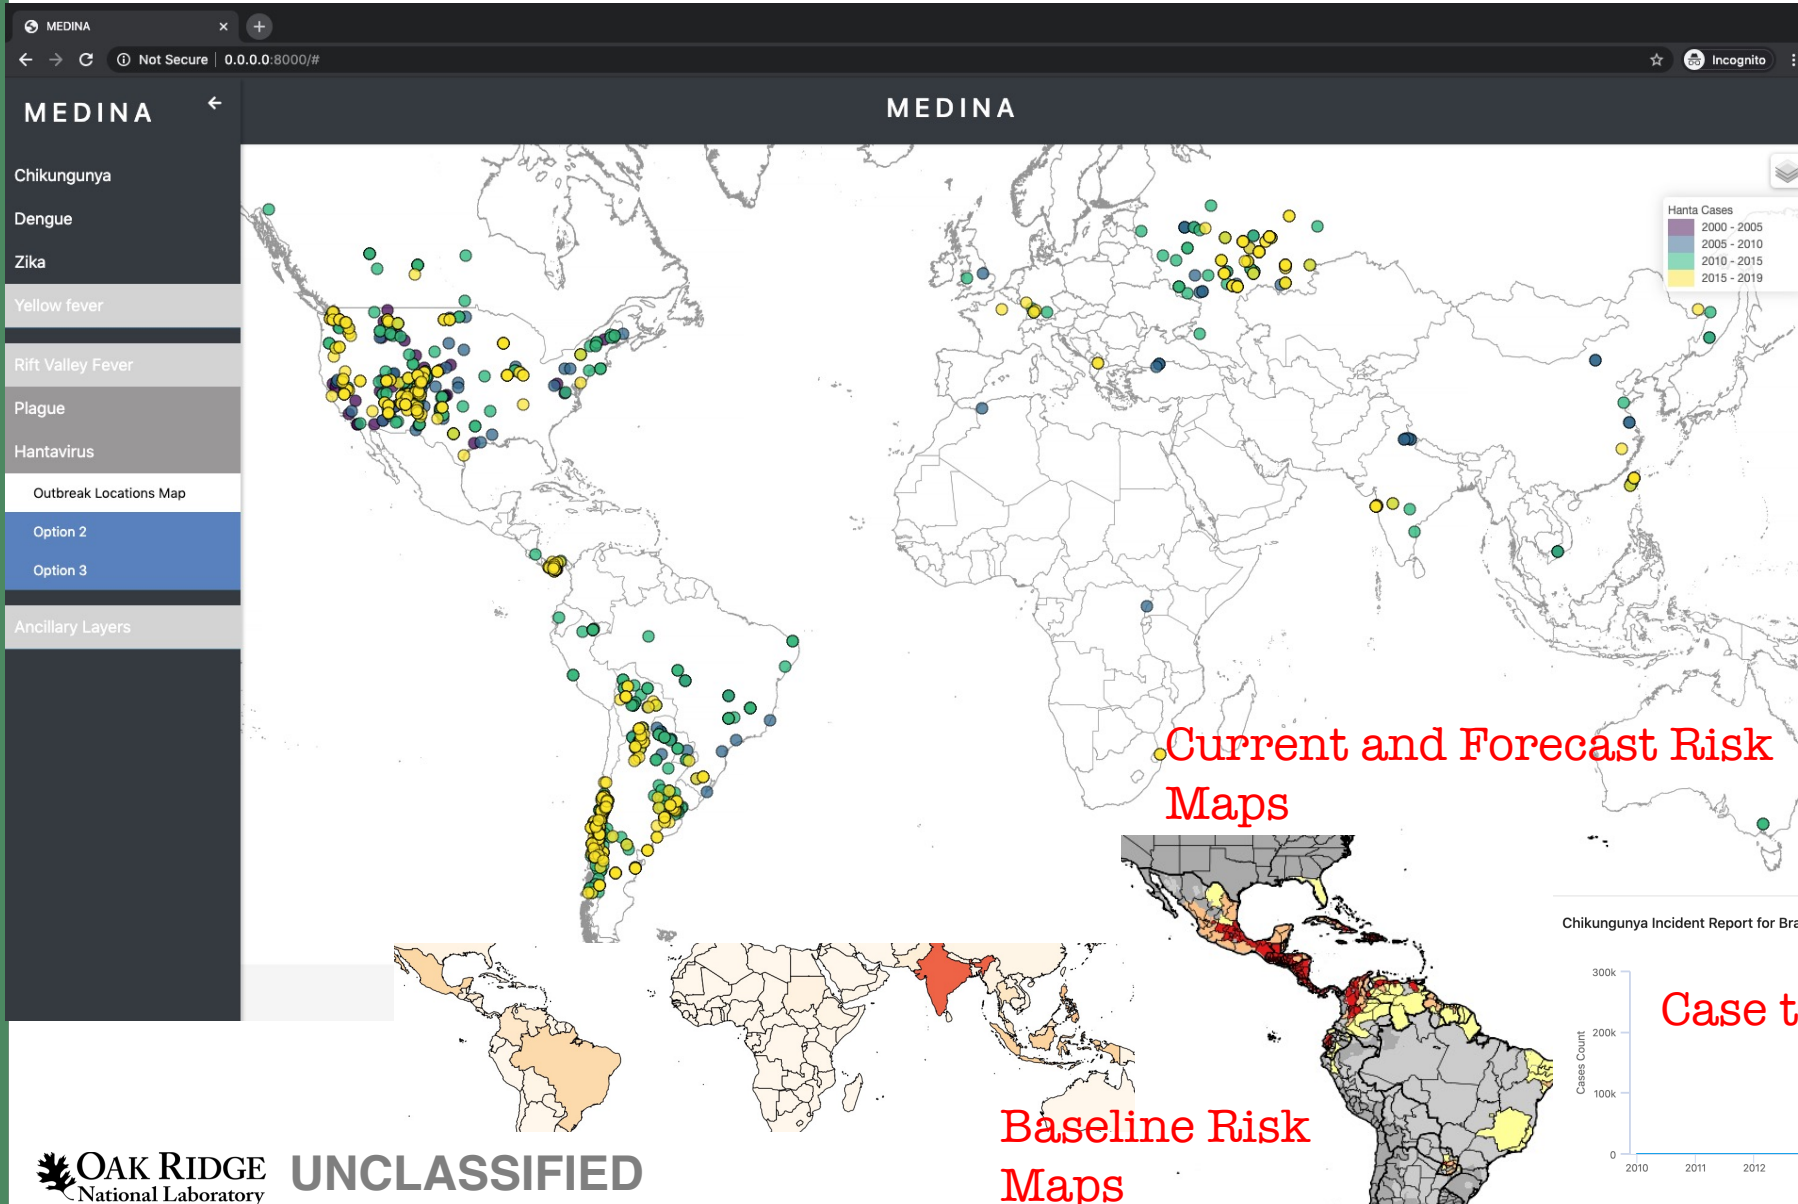 MEDINA
Not Secure
0.0.0.0:8000/#
Incognito
MEDINA
MEDINA
Chikungunya
Dengue
Zika
Yellow fever
Rift Valley Fever
Plague
Hantavirus
Outbreak Locations Map
Option 2
Option 3
Ancillary Layers
Hanta Cases
2000 - 2005
2005 - 2010
2010 - 2015
2015 - 2019
Current and Forecast Risk
Maps
Chikungunya Incident Report for Bra
300k
200k
100k
0
Cases Count
2010
2011
2012
Case t
Baseline Risk
Maps
OAK RIDGE
National Laboratory
UNCLASSIFIED